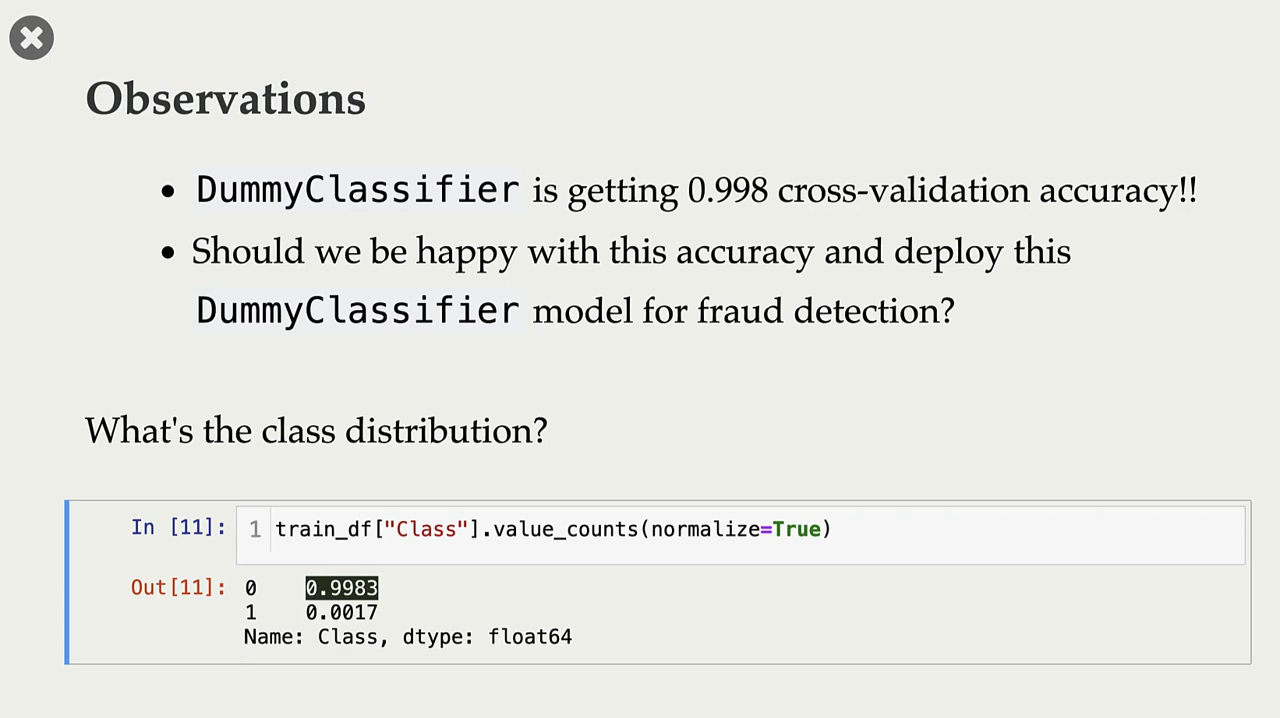 Observations
• DummyClassifier is getting 0.998 cross-validation accuracy!!
• Should we be happy with this accuracy and deploy this
DummyClassifier model for fraud detection?
What's the class distribution?
In [11]: 1 train_df["Class"].value_counts(normalize=True)
Out[11]: 0 0.9983
1 0.0017
Name: Class, dtype: float64